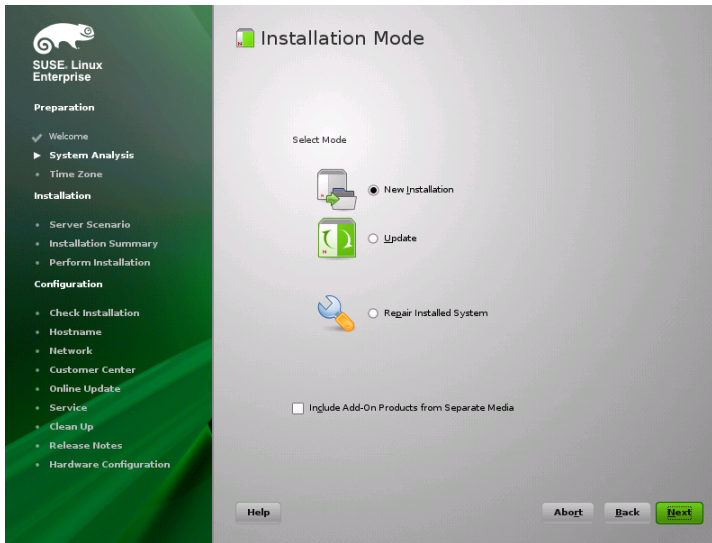 SUSE. Linux
Enterprise
Preparation
Welcome
System Analysis
Time Zone
Installation
Server Scenario
Installation Summary
Perform Installation
Configuration
Check Installation
Hostname
Network
Customer Center
Online Update
Service
Clean Up
Release Notes
Hardware Configuration
Installation Mode
Select Mode
New Installation
Update
Repair Installed System
Include Add-On Products from Separate Media
Help
Abort
Back
Next